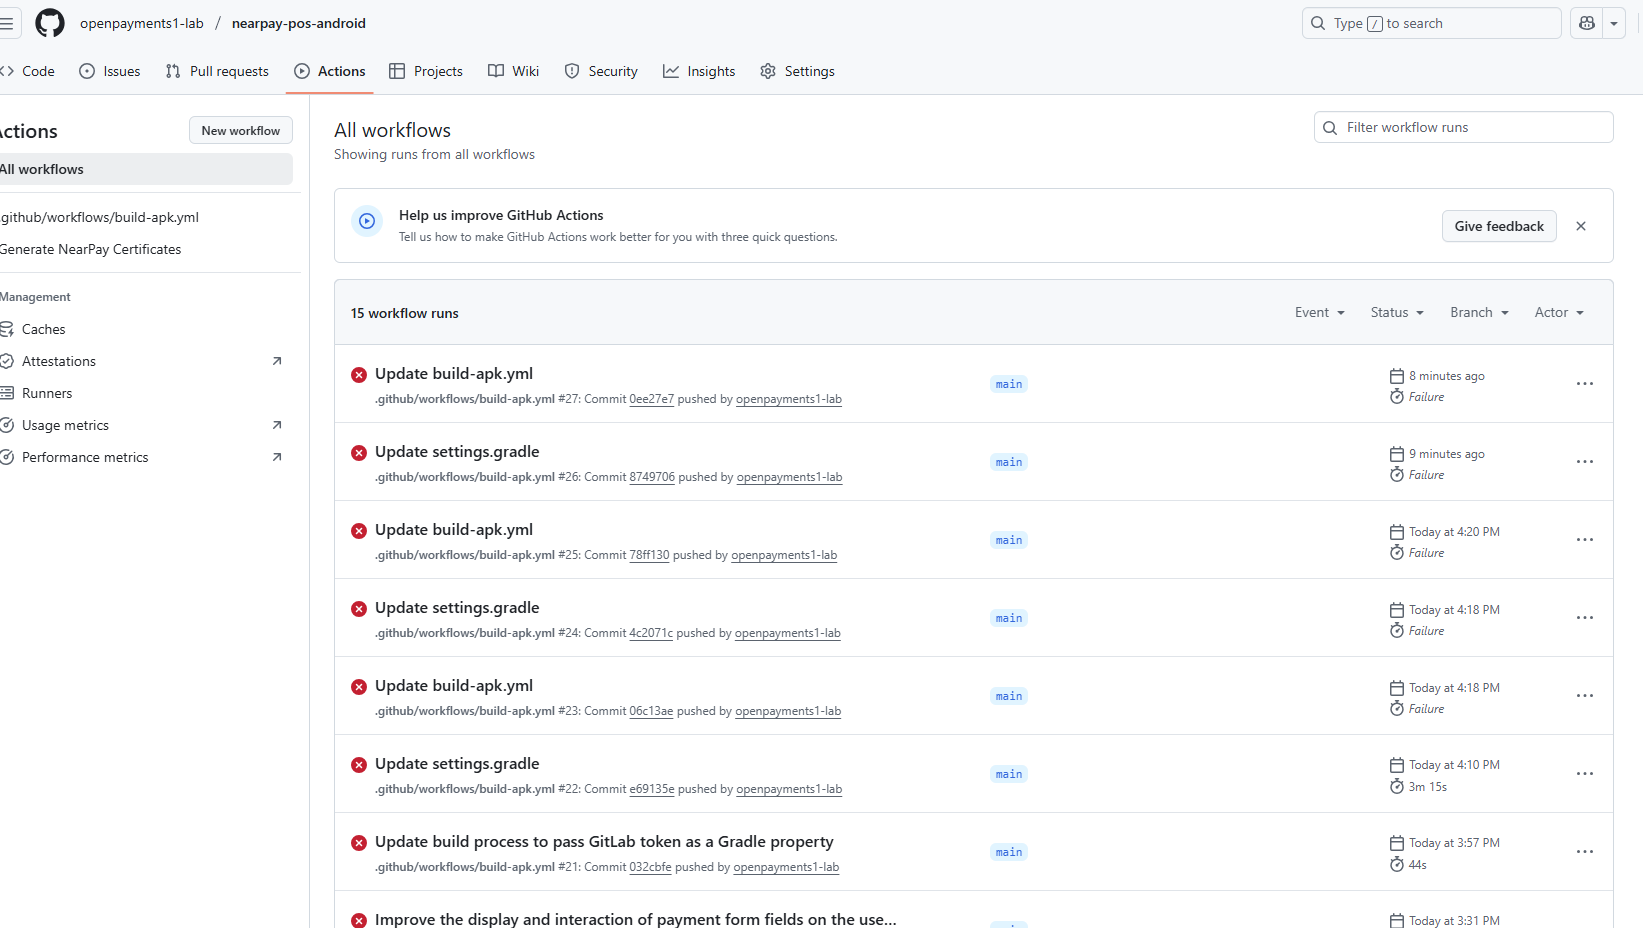 openpayments1-lab / nearpay-pos-android
Type / to search
Code Issues Pull requests Actions Projects Wiki Security Insights Settings
Actions
New workflow
All workflows
.github/workflows/build-apk.yml
Generate NearPay Certificates
Management
Caches
Attestations
Runners
Usage metrics
Performance metrics
All workflows
Showing runs from all workflows
Filter workflow runs
Help us improve GitHub Actions
Tell us how to make GitHub Actions work better for you with three quick questions.
Give feedback
15 workflow runs
Event Status Branch Actor
Update build-apk.yml
.github/workflows/build-apk.yml #27: Commit 0ee27e7 pushed by openpayments1-lab
main
8 minutes ago
Failure
Update settings.gradle
.github/workflows/build-apk.yml #26: Commit 8749706 pushed by openpayments1-lab
main
9 minutes ago
Failure
Update build-apk.yml
.github/workflows/build-apk.yml #25: Commit 78ff130 pushed by openpayments1-lab
main
Today at 4:20 PM
Failure
Update settings.gradle
.github/workflows/build-apk.yml #24: Commit 4c2071c pushed by openpayments1-lab
main
Today at 4:18 PM
Failure
Update build-apk.yml
.github/workflows/build-apk.yml #23: Commit 06c13ae pushed by openpayments1-lab
main
Today at 4:18 PM
Failure
Update settings.gradle
.github/workflows/build-apk.yml #22: Commit e69135e pushed by openpayments1-lab
main
Today at 4:10 PM
3m 15s
Update build process to pass GitLab token as a Gradle property
.github/workflows/build-apk.yml #21: Commit 032cbfe pushed by openpayments1-lab
main
Today at 3:57 PM
44s
Improve the display and interaction of payment form fields on the use...
Today at 3:31 PM